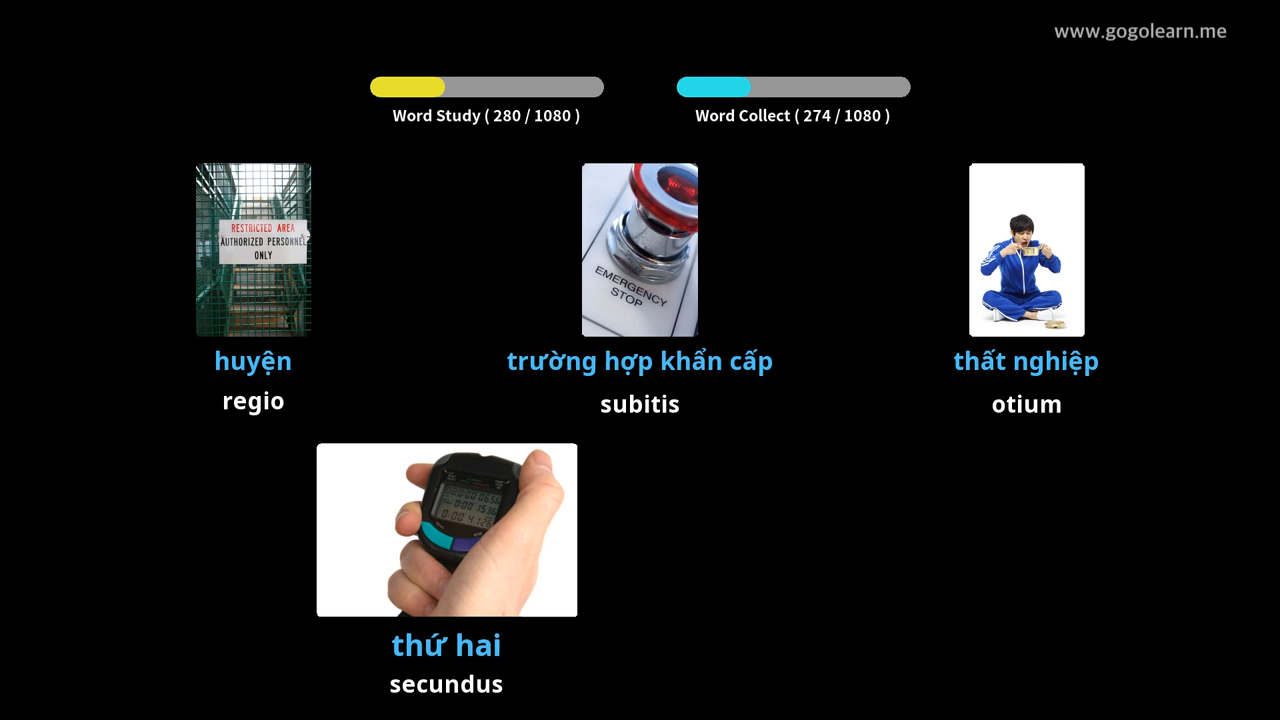 www.gogolearn.me
Word Study ( 280 / 1080 )
Word Collect ( 274 / 1080 )
RESTRICTED AREA
AUTHORIZED PERSONNEL
ONLY
EMERGENCY
STOP
huyện
trường hợp khẩn cấp
thất nghiệp
regio
subitis
otium
thứ hai
secundus